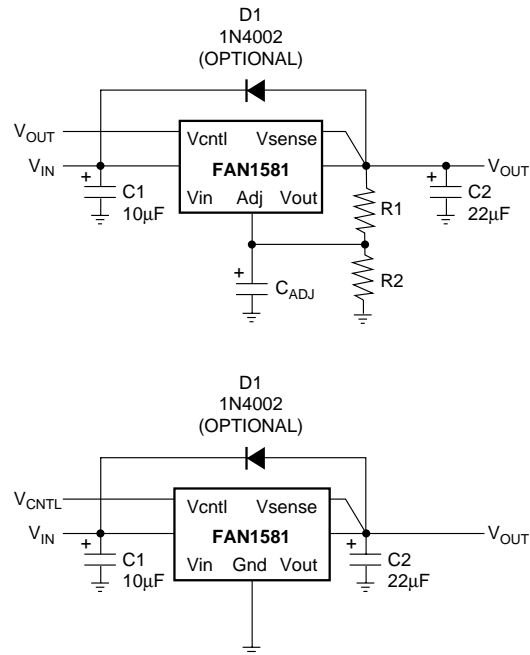 D1
1N4002
(OPTIONAL)
VOUT
Vcntl Vsense
VIN
FAN1581
VOUT
+ C1
10µF
Vin Adj Vout
R1
+ C2
22µF
+ CADJ
R2
D1
1N4002
(OPTIONAL)
VCNTL
Vcntl Vsense
VIN
FAN1581
VOUT
+ C1
10µF
Vin Gnd Vout
+ C2
22µF